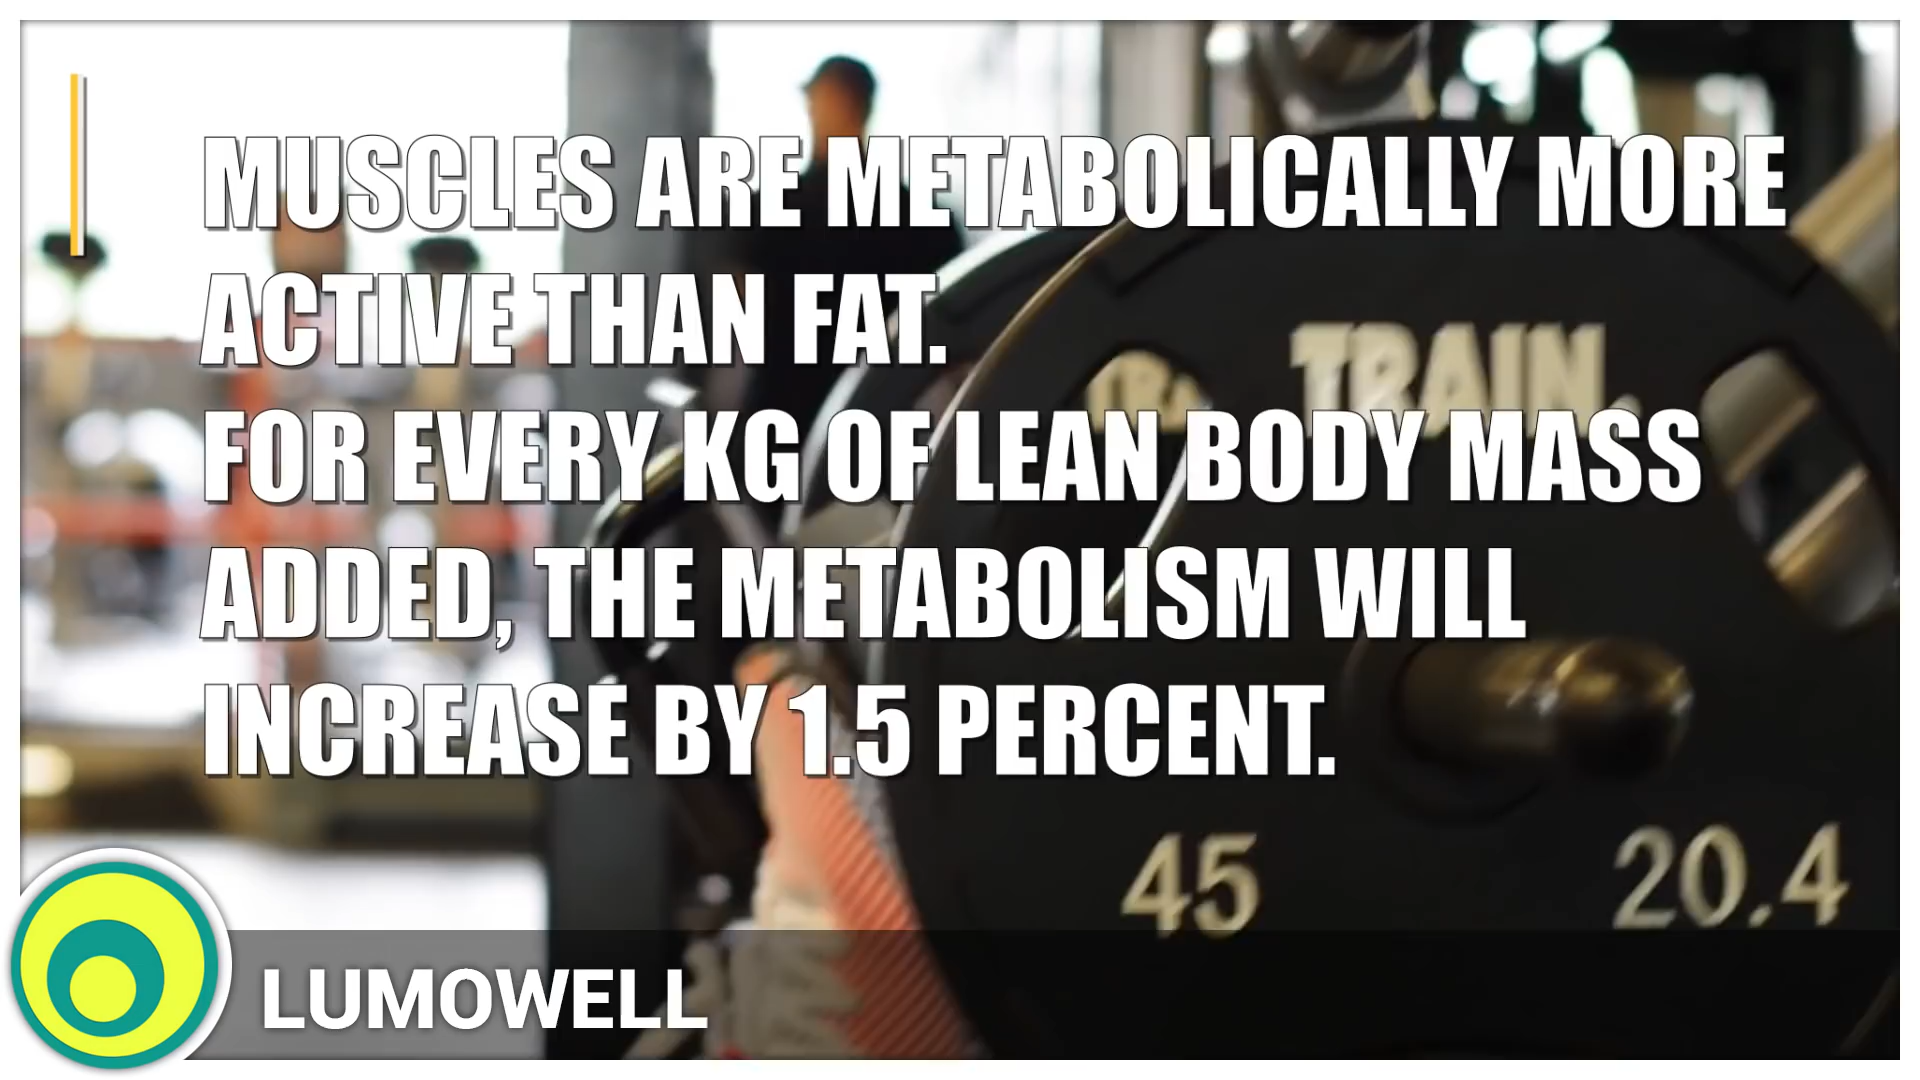 MUSCLES ARE METABOLICALLY MORE
ACTIVE THAN FAT.
FOR EVERY KG OF LEAN BODY MASS
ADDED, THE METABOLISM WILL
INCREASE BY 1.5 PERCENT.
TRAIN.
45 20.4
LUMOWELL